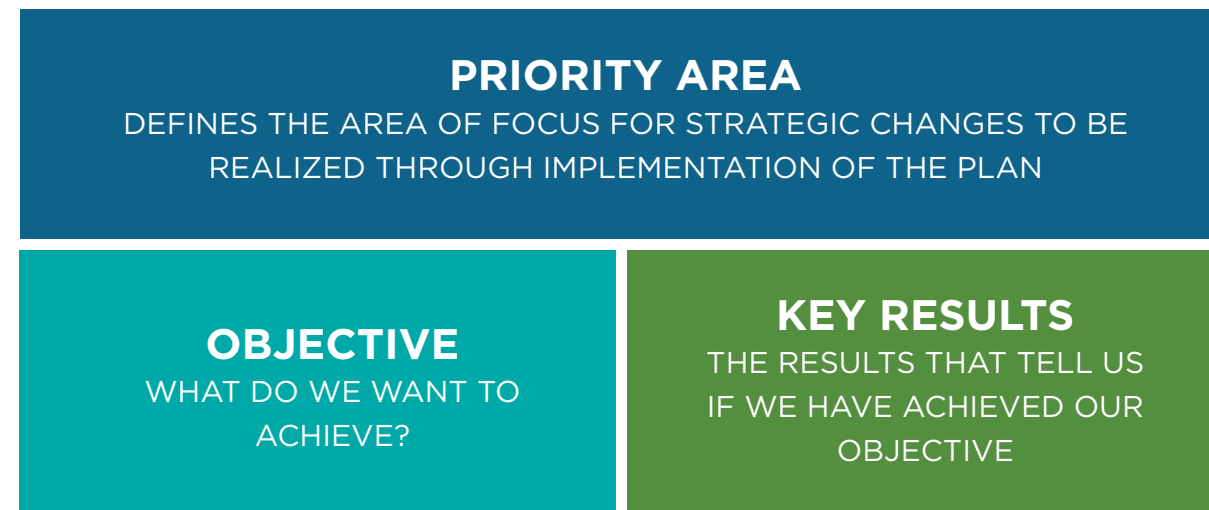 PRIORITY AREA
DEFINES THE AREA OF FOCUS FOR STRATEGIC CHANGES TO BE
REALIZED THROUGH IMPLEMENTATION OF THE PLAN
OBJECTIVE
WHAT DO WE WANT TO
ACHIEVE?
KEY RESULTS
THE RESULTS THAT TELL US
IF WE HAVE ACHIEVED OUR
OBJECTIVE